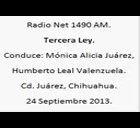 Radio Net 1490 AM.
Tercera Ley.
Conduce: Mónica Alicia Juárez,
Humberto Leal Valenzuela.
Cd. Juárez, Chihuahua.
24 Septiembre 2013.